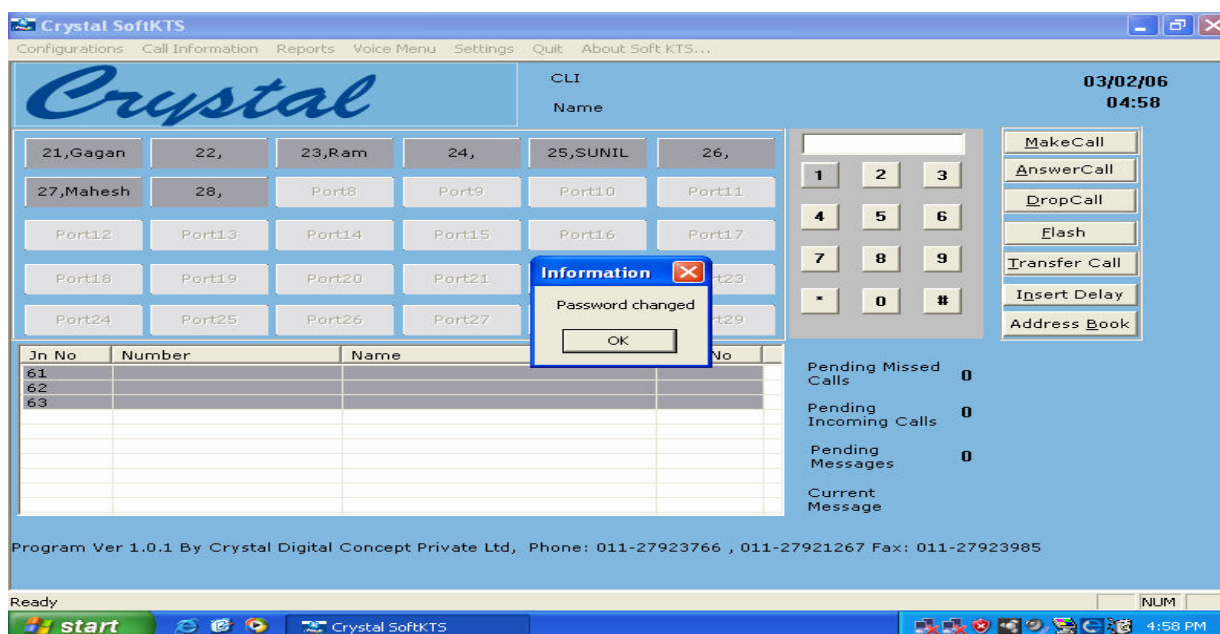 Crystal SoftKTS
Configurations Call Information Reports Voice Menu Settings Quit About Soft KTS...
Crystal
CLI
Name
03/02/06
04:58
21,Gagan 22, 23,Ram 24, 25,SUNIL 26,
27,Mahesh 28, Port8 Port9 Port10 Port11
Port12 Port13 Port14 Port15 Port16 Port17
Port18 Port19 Port20 Port21 t23
Port24 Port25 Port26 Port27 t29
1 2 3
4 5 6
7 8 9
* 0 #
MakeCall
AnswerCall
DropCall
Flash
Transfer Call
Insert Delay
Address Book
Information
Password changed
OK
Jn No Number Name No
61
62
63
Pending Missed
Calls 0
Pending
Incoming Calls 0
Pending
Messages 0
Current
Message
Program Ver 1.0.1 By Crystal Digital Concept Private Ltd, Phone: 011-27923766 , 011-27921267 Fax: 011-27923985
Ready NUM
start Crystal SoftKTS 4:58 PM